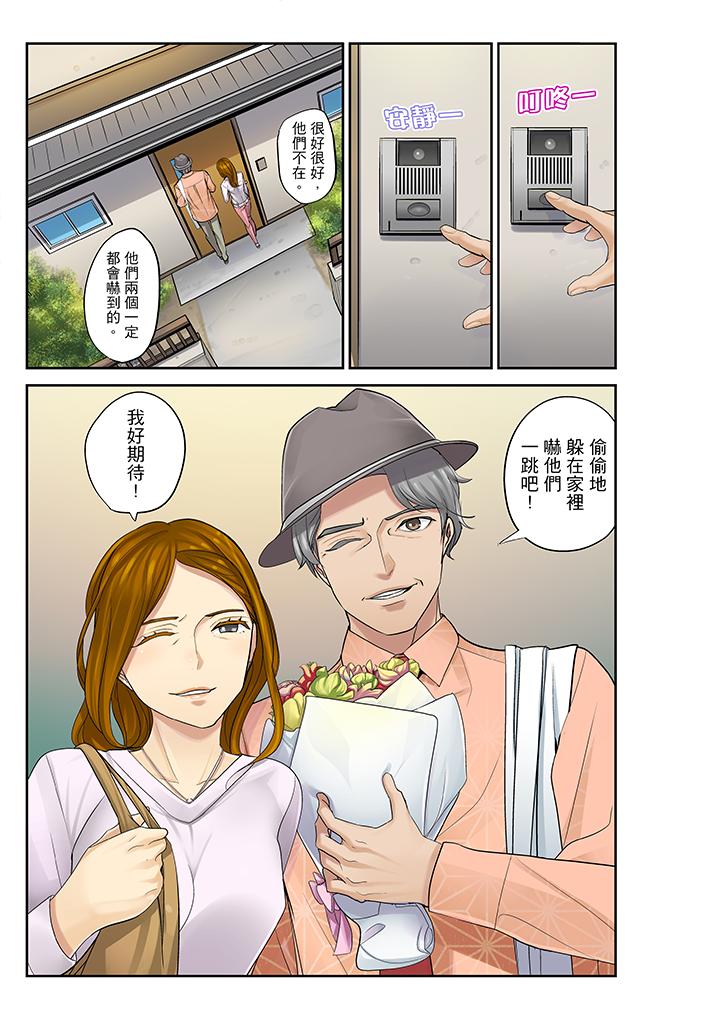 叮咚一
安靜一
很好很好，
他們不在。
他們兩個一定
都會嚇到的。
偷偷地
躲在家裡
嚇他們
一跳吧！
我好期待！